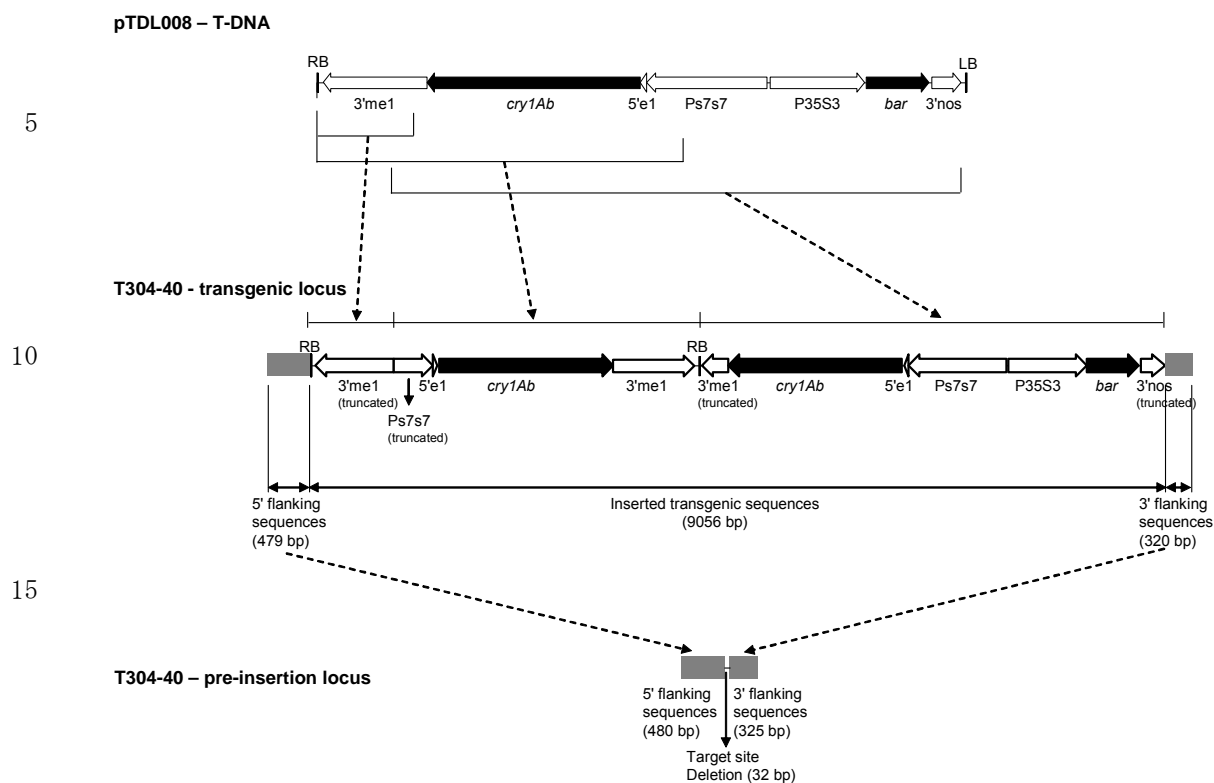 pTDL008 – T-DNA
RB
LB
3'me1
cry1Ab
5'e1
Ps7s7
P35S3
bar
3'nos
5
T304-40 - transgenic locus
10
RB
RB
3'me1
(truncated)
5'e1
cry1Ab
3'me1
3'me1
(truncated)
cry1Ab
5'e1
Ps7s7
P35S3
bar
3'nos
(truncated)
Ps7s7
(truncated)
5' flanking
sequences
(479 bp)
Inserted transgenic sequences
(9056 bp)
3' flanking
sequences
(320 bp)
15
T304-40 – pre-insertion locus
5' flanking
sequences
(480 bp)
3' flanking
sequences
(325 bp)
Target site
Deletion (32 bp)